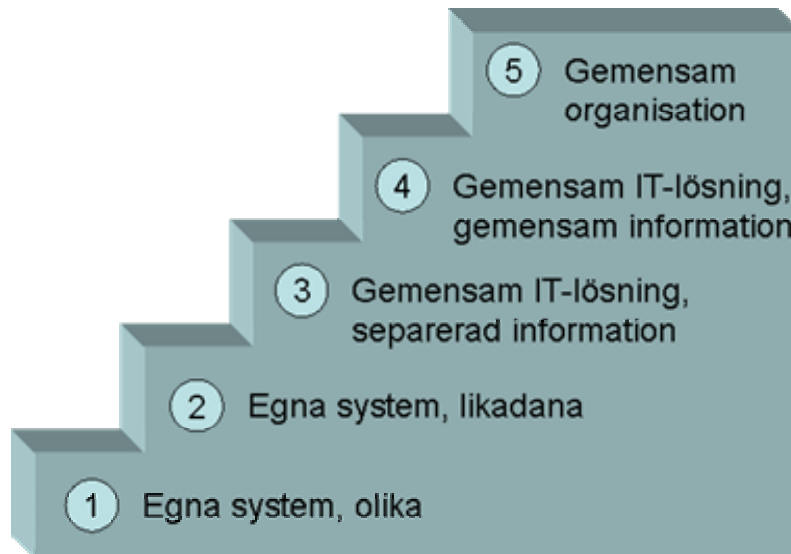 5 Gemensam
organisation
4 Gemensam IT-lösning,
gemensam information
3 Gemensam IT-lösning,
separerad information
2 Egna system, likadana
1 Egna system, olika